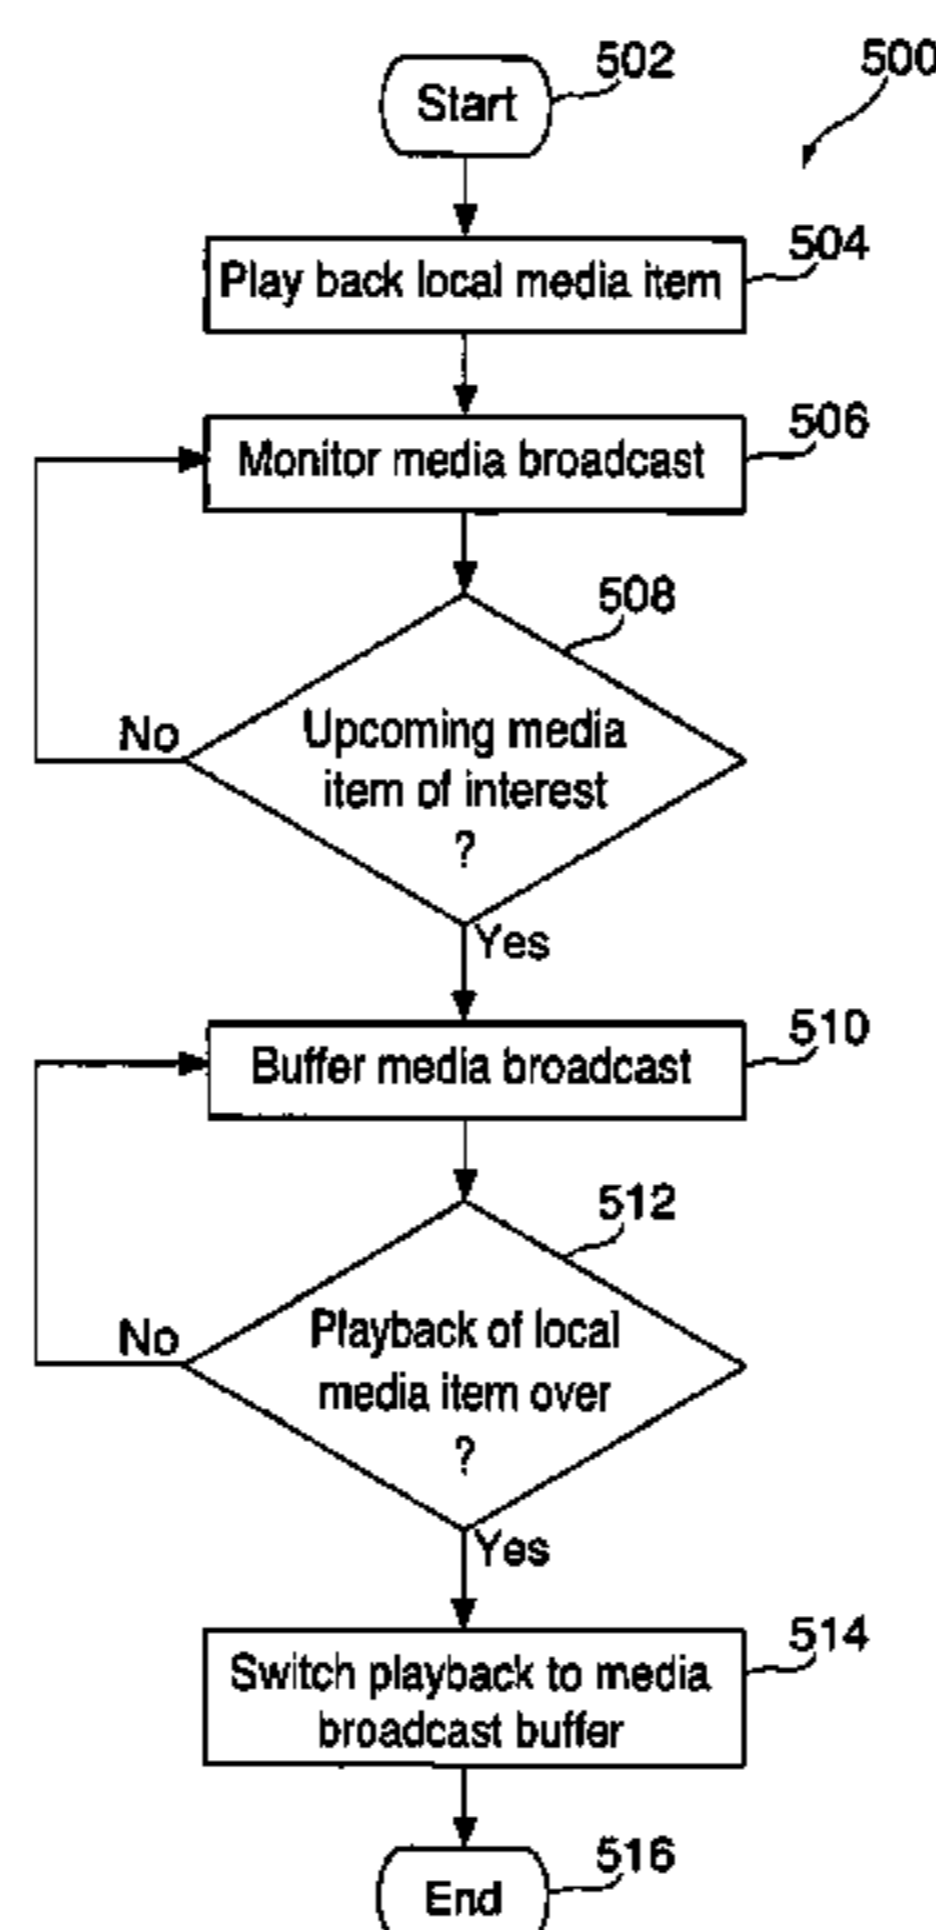 500
502
Start
504
Play back local media item
506
Monitor media broadcast
508
Upcoming media
item of interest
?
No
Yes
510
Buffer media broadcast
512
Playback of local
media item over
?
No
Yes
514
Switch playback to media
broadcast buffer
516
End